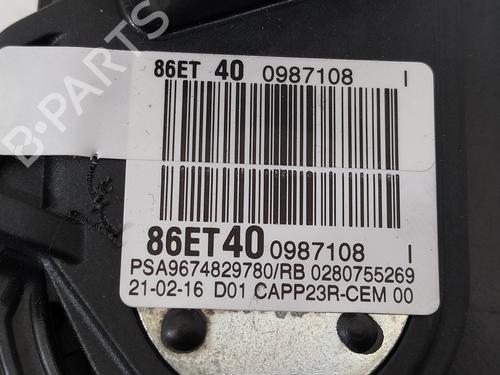 86ET 40 0987108 I
B-PARTS
86ET40 0987108 I
PSA9674829780/RB 0280755269
21-02-16 D01 CAPP23R-CEM 00